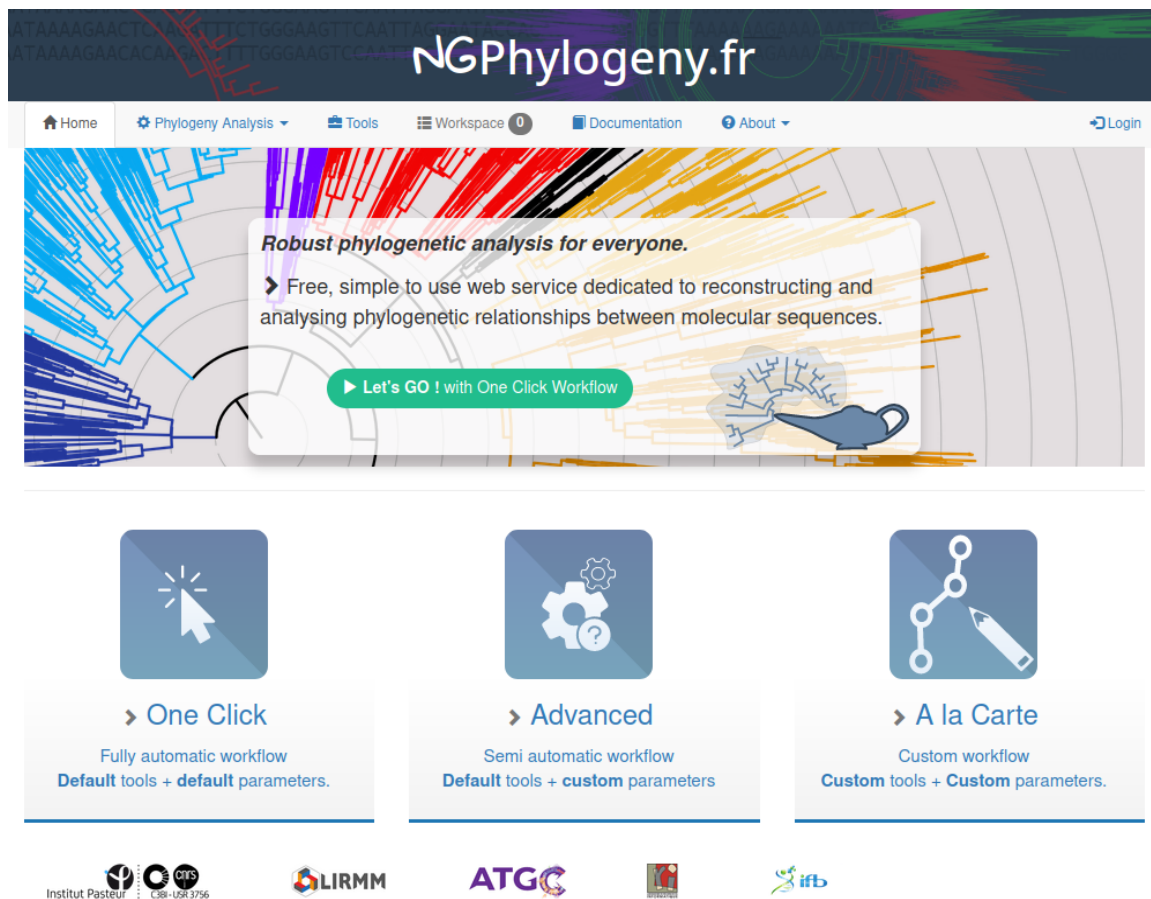 ATAAAAGAACACAAGAGTTTTGGGAAGTCCAATT
NGPhylogeny.fr
Home
Phylogeny Analysis
Tools
Workspace 0
Documentation
About
Login
Robust phylogenetic analysis for everyone.
Free, simple to use web service dedicated to reconstructing and
analysing phylogenetic relationships between molecular sequences.
Let's GO ! with One Click Workflow
One Click
Fully automatic workflow
Default tools + default parameters.
Advanced
Semi automatic workflow
Default tools + custom parameters
A la Carte
Custom workflow
Custom tools + Custom parameters.
Institut Pasteur
cnrs
C3BI - USR 3756
LIRMM
ATGC
ifb